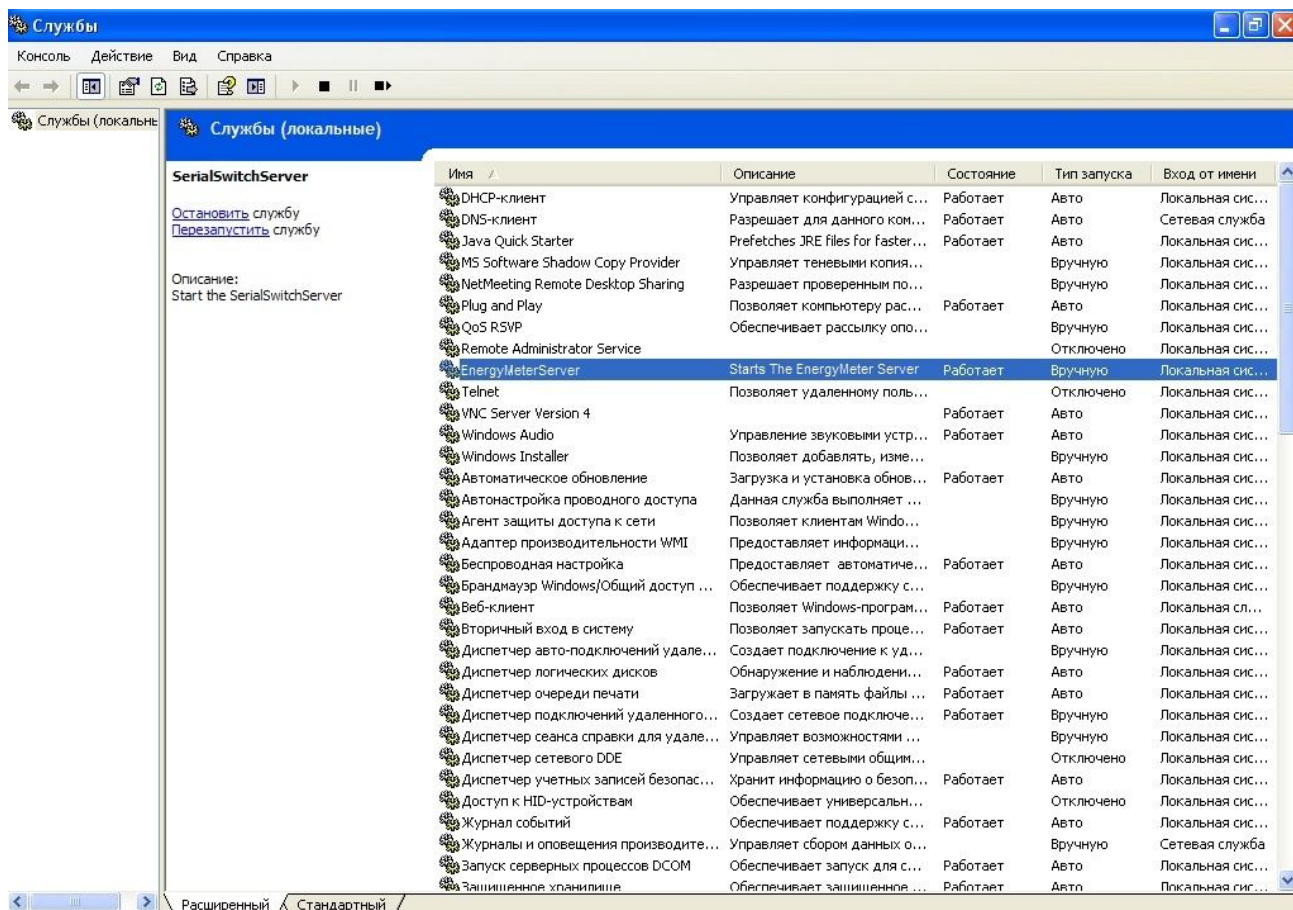 Службы
Консоль Действие Вид Справка
Службы (локальнe
Службы (локальные)
SerialSwitchServer
Остановить службу
Перезапустить службу
Описание:
Start the SerialSwitchServer
Имя Описание Состояние Тип запуска Вход от имени
DHCP-клиент Управляет конфигурацией с... Работает Авто Локальная сис...
DNS-клиент Разрешает для данного ком... Работает Авто Сетевая служба
Java Quick Starter Prefetches JRE files for faster... Работает Авто Локальная сис...
MS Software Shadow Copy Provider Управляет теневыми копия... Вручную Локальная сис...
NetMeeting Remote Desktop Sharing Разрешает проверенным по... Вручную Локальная сис...
Plug and Play Позволяет компьютеру рас... Работает Авто Локальная сис...
QoS RSVP Обеспечивает рассылку опо... Вручную Локальная сис...
Remote Administrator Service Отключено Локальная сис...
EnergyMeterServer Starts The EnergyMeter Server Работает Вручную Локальная сис...
Telnet Позволяет удаленному поль... Отключено Локальная сис...
VNC Server Version 4 Работает Авто Локальная сис...
Windows Audio Управление звуковыми устр... Работает Авто Локальная сис...
Windows Installer Позволяет добавлять, изме... Вручную Локальная сис...
Автоматическое обновление Загрузка и установка обнов... Работает Авто Локальная сис...
Автонастройка проводного доступа Данная служба выполняет ... Вручную Локальная сис...
Агент защиты доступа к сети Позволяет клиентам Windo... Вручную Локальная сис...
Адаптер производительности WMI Предоставляет информаци... Вручную Локальная сис...
Беспроводная настройка Предоставляет автоматиче... Работает Авто Локальная сис...
Брандмауэр Windows/Общий доступ ... Обеспечивает поддержку с... Вручную Локальная сис...
Веб-клиент Позволяет Windows-програм... Работает Авто Локальная сл...
Вторичный вход в систему Позволяет запускать проце... Работает Авто Локальная сис...
Диспетчер авто-подключений удале... Создает подключение к уд... Вручную Локальная сис...
Диспетчер логических дисков Обнаружение и наблюдени... Работает Авто Локальная сис...
Диспетчер очереди печати Загружает в память файлы ... Работает Авто Локальная сис...
Диспетчер подключений удаленного... Создает сетевое подключе... Работает Вручную Локальная сис...
Диспетчер сеанса справки для удале... Управляет возможностями ... Вручную Локальная сис...
Диспетчер сетевого DDE Управляет сетевыми общим... Отключено Локальная сис...
Диспетчер учетных записей безопас... Хранит информацию о безоп... Работает Авто Локальная сис...
Доступ к HID-устройствам Обеспечивает универсальн... Отключено Локальная сис...
Журнал событий Обеспечивает поддержку с... Работает Авто Локальная сис...
Журналы и оповещения производите... Управляет сбором данных о... Вручную Сетевая служба
Запуск серверных процессов DCOM Обеспечивает запуск для с... Работает Авто Локальная сис...
Защищенное хранилище Обеспечивает защищенное ... Работает Авто Локальная сис...
Расширенный Стандартный